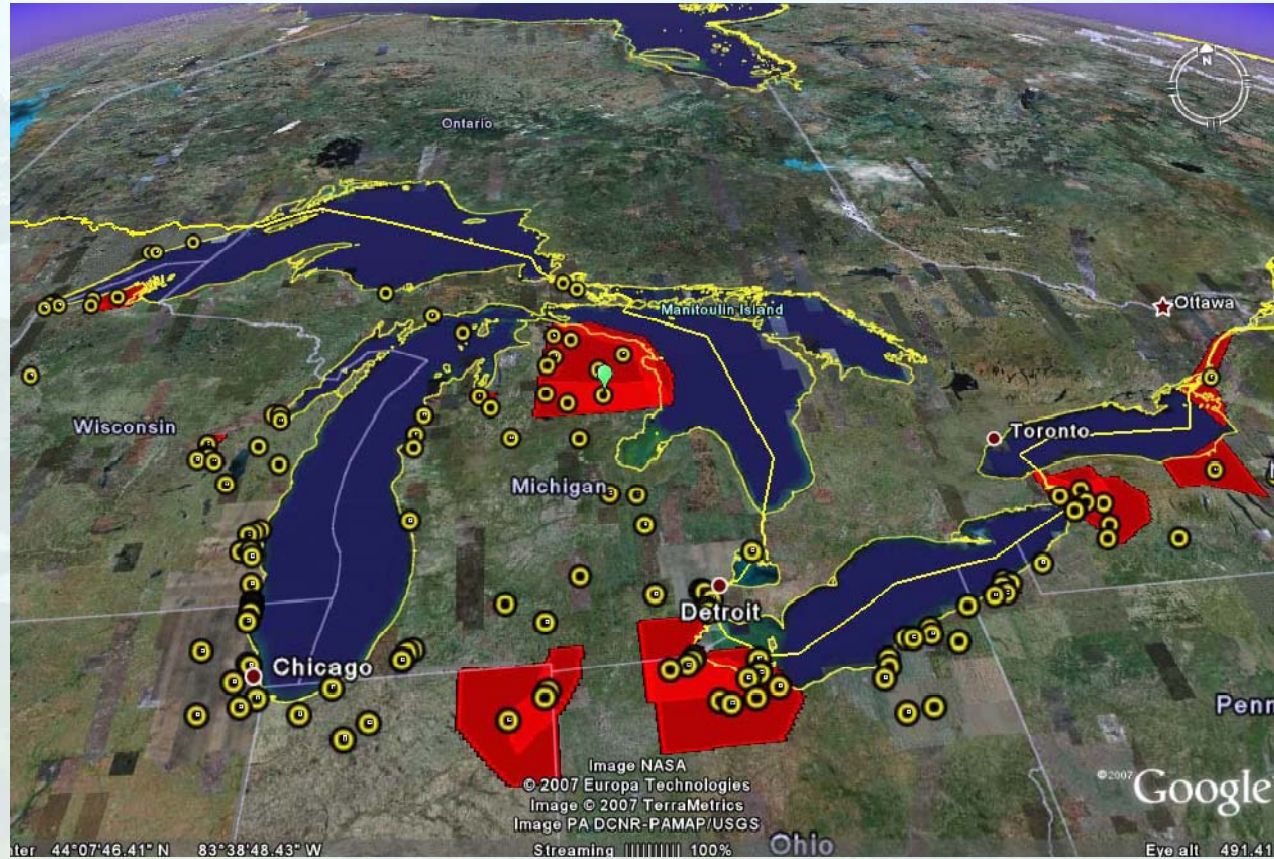 N
Ontario
Manitoulin Island
Ottawa
Wisconsin
Toronto
Michigan
Detroit
Chicago
Penn
Image NASA
© 2007 Europa Technologies
Image © 2007 TerraMetrics
Image PA DCNR-PAMAP/USGS
©2007 Google
Ohio
nter 44°07'46.41" N 83°38'48.43" W
Streaming ||||||||| 100%
Eye alt 491.41